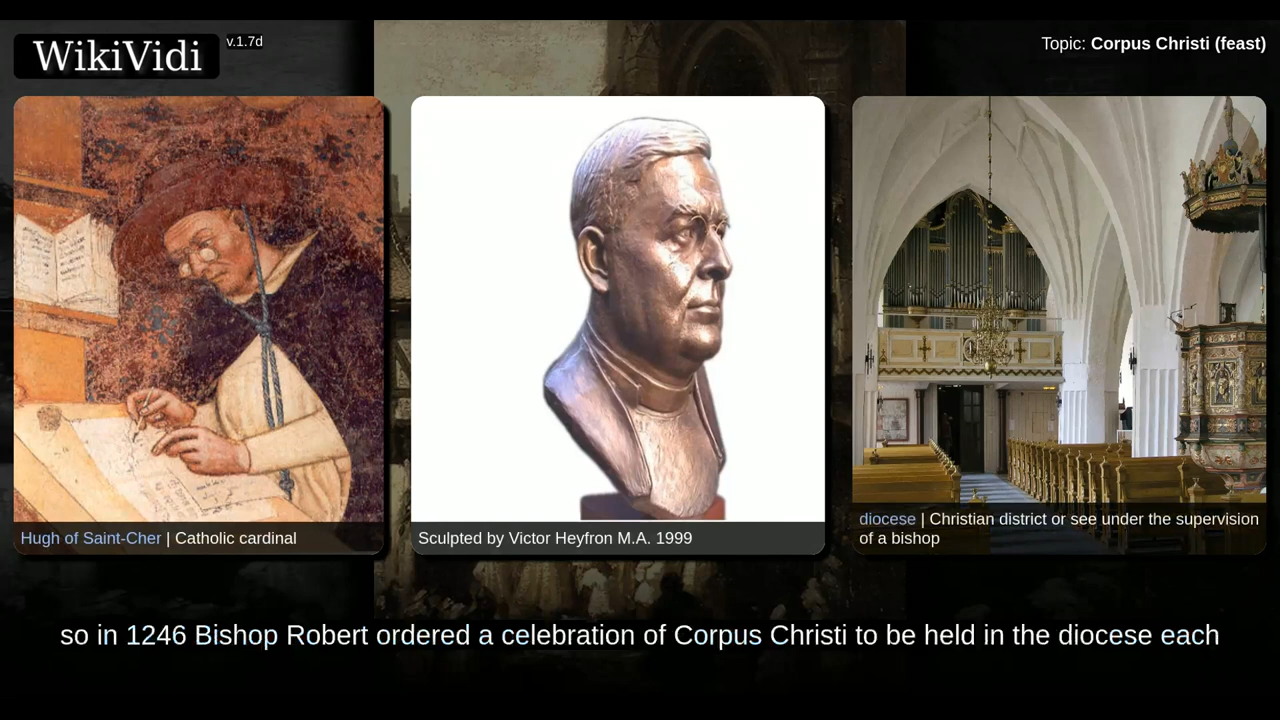 WikiVidi
v.1.7d
Topic: Corpus Christi (feast)
Hugh of Saint-Cher | Catholic cardinal
Sculpted by Victor Heyfron M.A. 1999
diocese | Christian district or see under the supervision
of a bishop
so in 1246 Bishop Robert ordered a celebration of Corpus Christi to be held in the diocese each